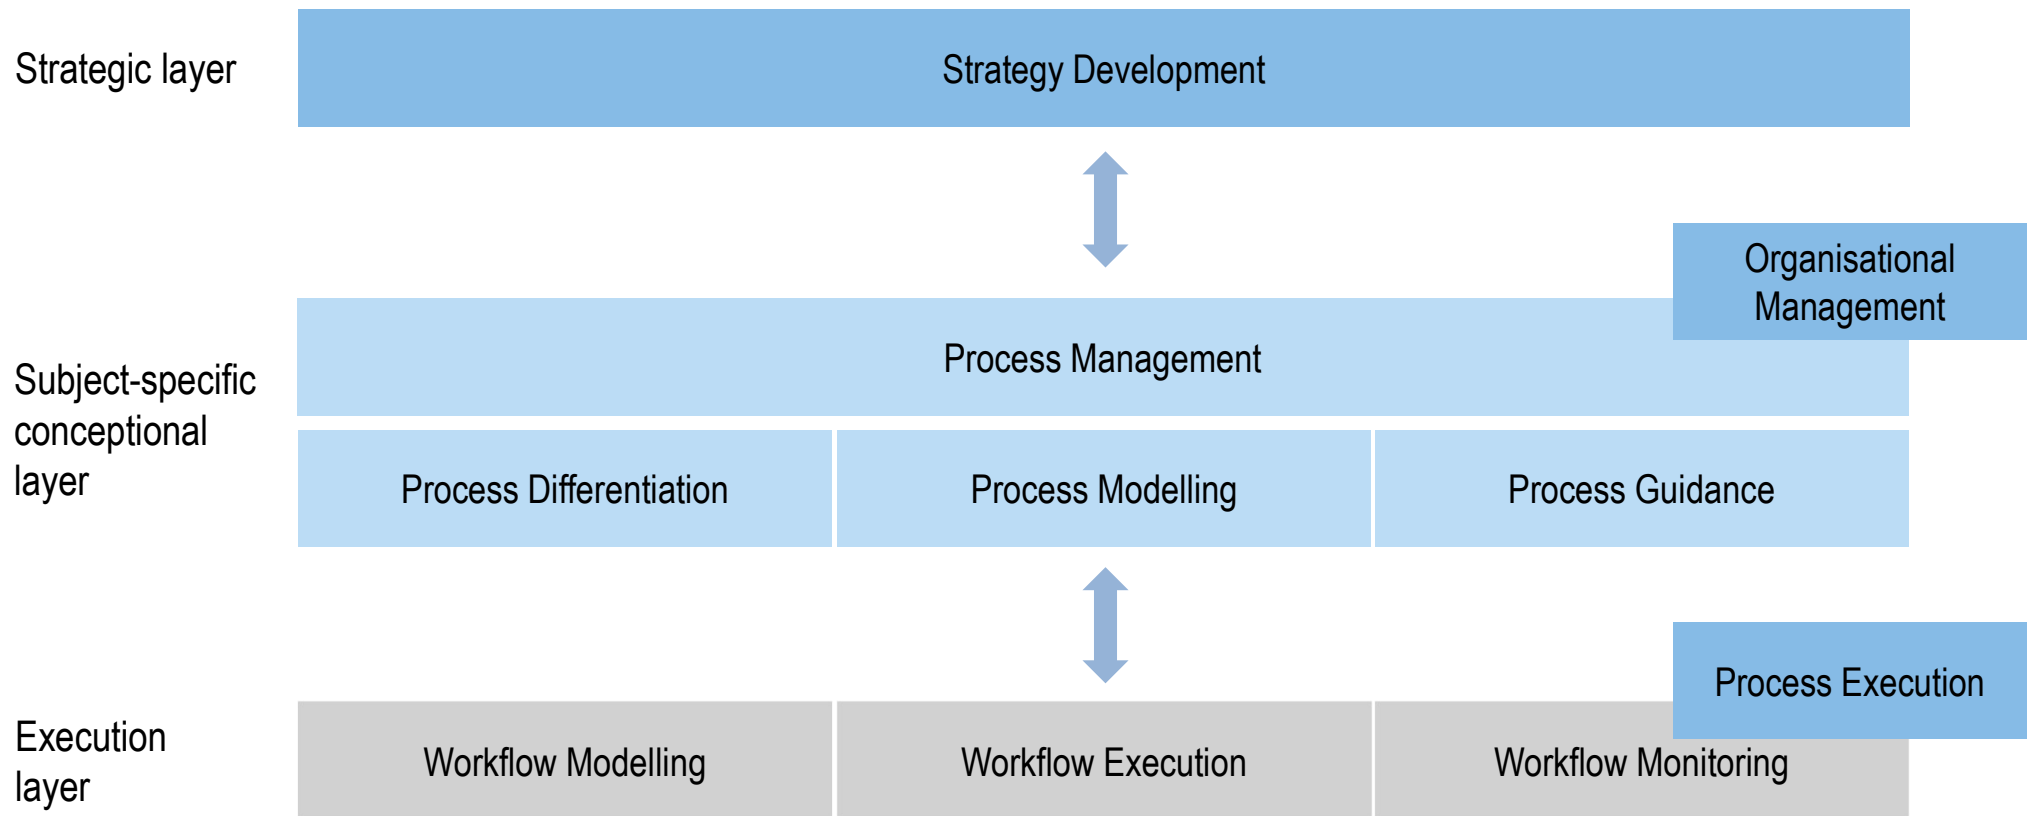 Strategic layer
Strategy Development
Organisational
Management
Process Management
Subject-specific
conceptional
layer
Process Differentiation
Process Modelling
Process Guidance
Process Execution
Execution
layer
Workflow Modelling
Workflow Execution
Workflow Monitoring